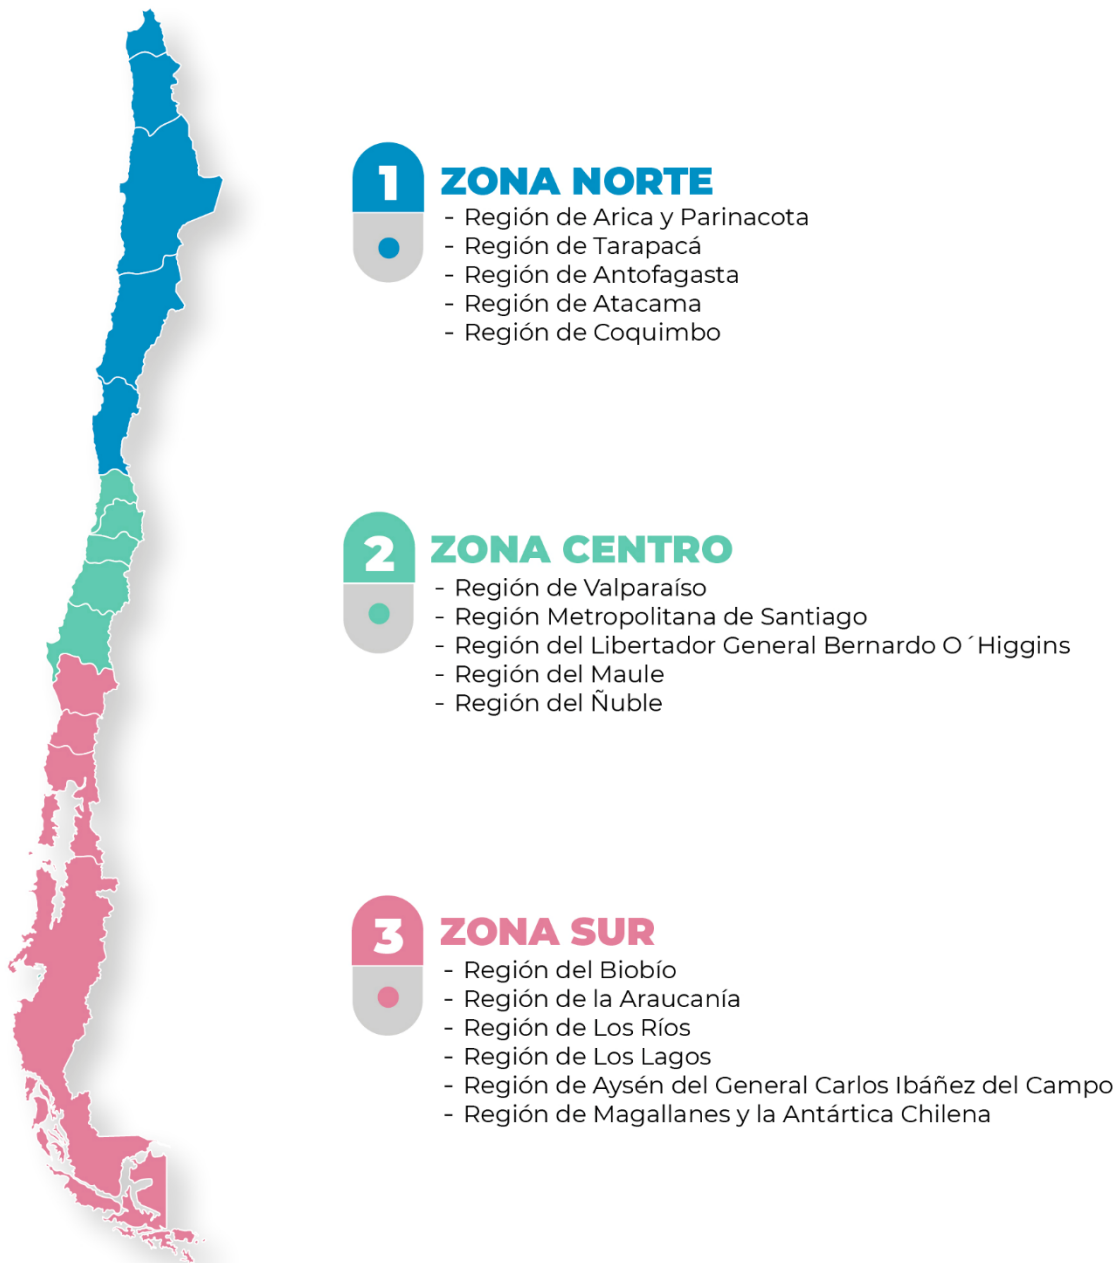 1 ZONA NORTE
- Región de Arica y Parinacota
- Región de Tarapacá
- Región de Antofagasta
- Región de Atacama
- Región de Coquimbo
2 ZONA CENTRO
- Región de Valparaíso
- Región Metropolitana de Santiago
- Región del Libertador General Bernardo O´Higgins
- Región del Maule
- Región del Ñuble
3 ZONA SUR
- Región del Biobío
- Región de la Araucanía
- Región de Los Ríos
- Región de Los Lagos
- Región de Aysén del General Carlos Ibáñez del Campo
- Región de Magallanes y la Antártica Chilena